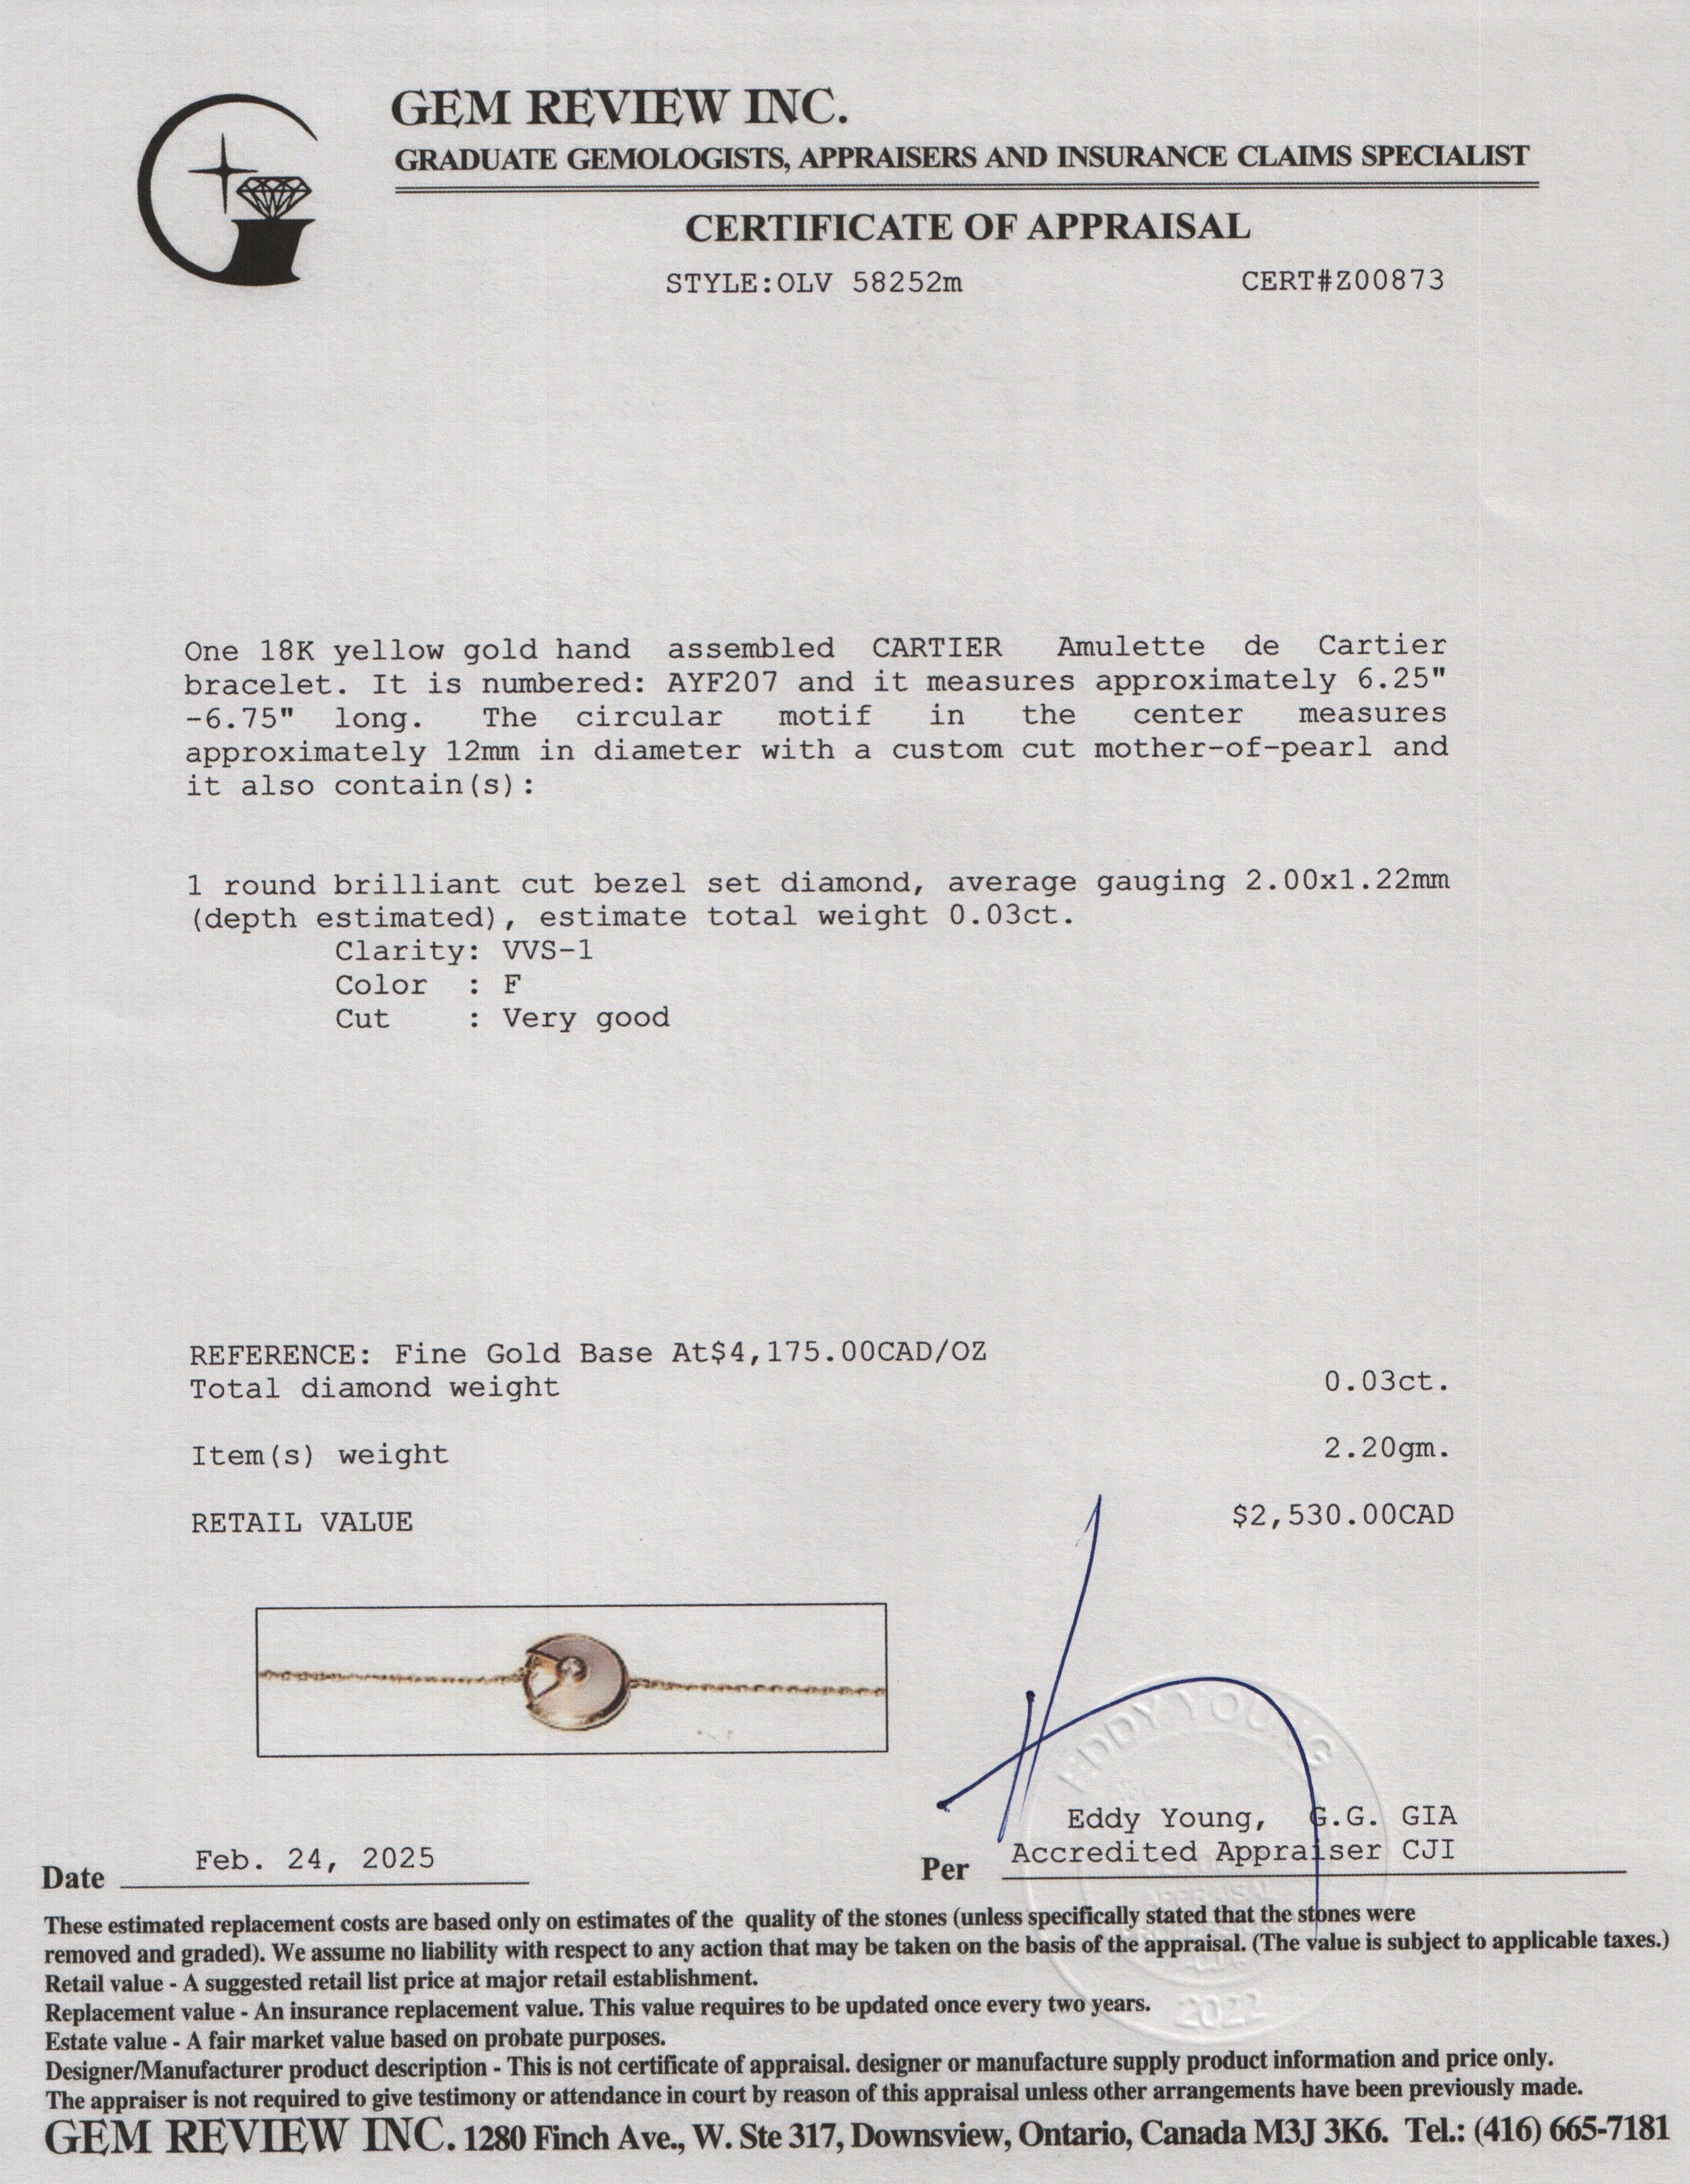 GEM REVIEW INC.
GRADUATE GEMOLOGISTS, APPRAISERS AND INSURANCE CLAIMS SPECIALIST
CERTIFICATE OF APPRAISAL
STYLE:OLV 58252m CERT#Z00873
One 18K yellow gold hand assembled CARTIER Amulette de Cartier
bracelet. It is numbered: AYF207 and it measures approximately 6.25"
-6.75" long. The circular motif in the center measures
approximately 12mm in diameter with a custom cut mother-of-pearl and
it also contain(s):
1 round brilliant cut bezel set diamond, average gauging 2.00x1.22mm
(depth estimated), estimate total weight 0.03ct.
Clarity: VVS-1
Color : F
Cut : Very good
REFERENCE: Fine Gold Base At$4,175.00CAD/OZ
Total diamond weight 0.03ct.
Item(s) weight 2.20gm.
RETAIL VALUE $2,530.00CAD
EDDY YOUNG
Eddy Young, G.G. GIA
Accredited Appraiser CJI
Date Feb. 24, 2025 Per
2022
These estimated replacement costs are based only on estimates of the quality of the stones (unless specifically stated that the stones were
removed and graded). We assume no liability with respect to any action that may be taken on the basis of the appraisal. (The value is subject to applicable taxes.)
Retail value - A suggested retail list price at major retail establishment.
Replacement value - An insurance replacement value. This value requires to be updated once every two years.
Estate value - A fair market value based on probate purposes.
Designer/Manufacturer product description - This is not certificate of appraisal. designer or manufacture supply product information and price only.
The appraiser is not required to give testimony or attendance in court by reason of this appraisal unless other arrangements have been previously made.
GEM REVIEW INC. 1280 Finch Ave., W. Ste 317, Downsview, Ontario, Canada M3J 3K6. Tel.: (416) 665-7181